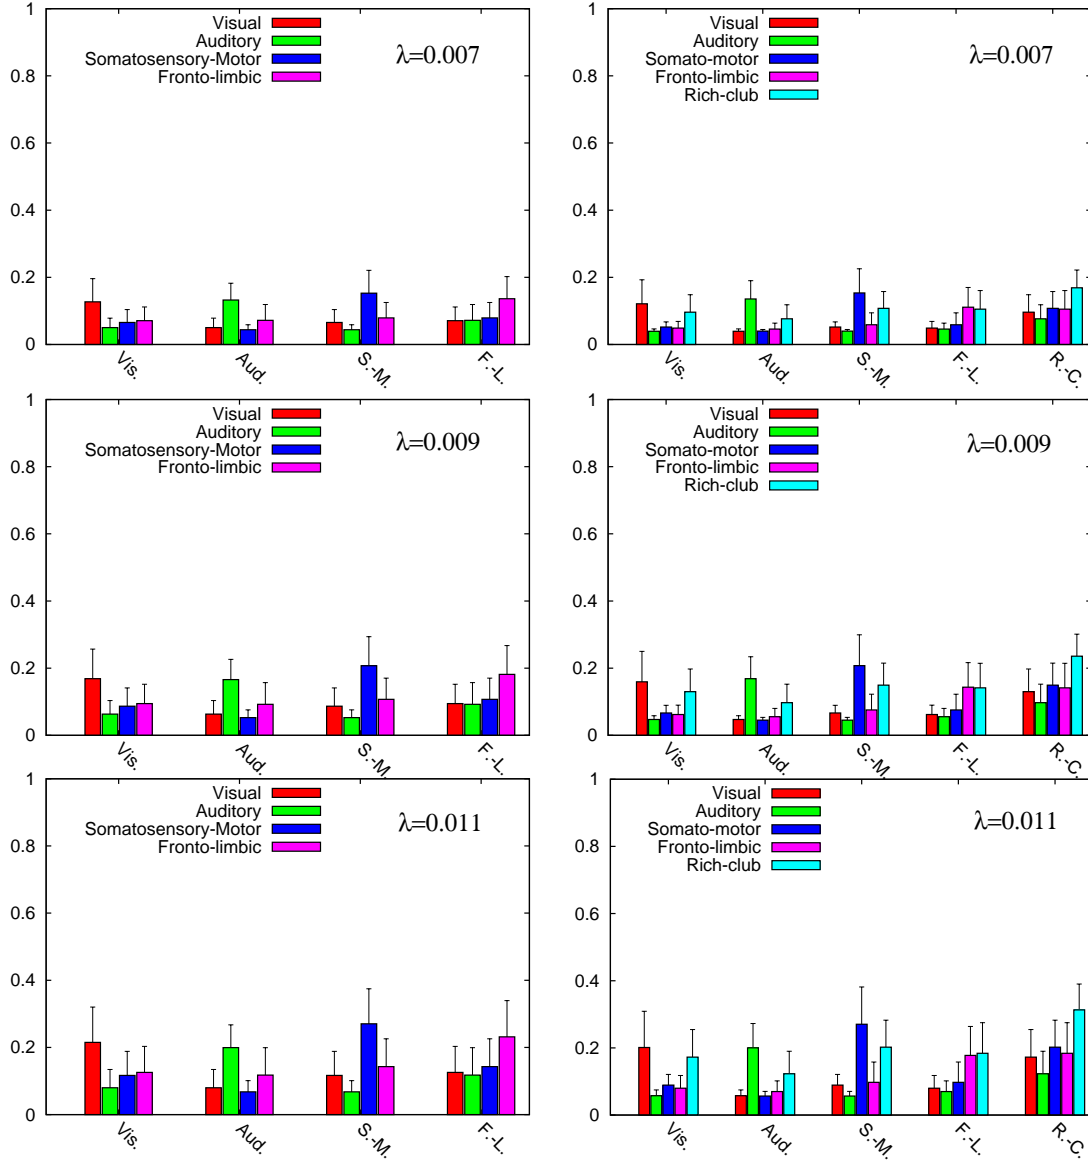 1
0.8
0.6
0.4
0.2
0
Visual
Auditory
Somatosensory-Motor
Fronto-limbic
λ=0.007
Vis.
Aud.
S.-M.
F.-L.
1
0.8
0.6
0.4
0.2
0
Visual
Auditory
Somato-motor
Fronto-limbic
Rich-club
λ=0.007
Vis.
Aud.
S.-M.
F.-L.
R.-C.
1
0.8
0.6
0.4
0.2
0
Visual
Auditory
Somatosensory-Motor
Fronto-limbic
λ=0.009
Vis.
Aud.
S.-M.
F.-L.
1
0.8
0.6
0.4
0.2
0
Visual
Auditory
Somato-motor
Fronto-limbic
Rich-club
λ=0.009
Vis.
Aud.
S.-M.
F.-L.
R.-C.
1
0.8
0.6
0.4
0.2
0
Visual
Auditory
Somatosensory-Motor
Fronto-limbic
λ=0.011
Vis.
Aud.
S.-M.
F.-L.
1
0.8
0.6
0.4
0.2
0
Visual
Auditory
Somato-motor
Fronto-limbic
Rich-club
λ=0.011
Vis.
Aud.
S.-M.
F.-L.
R.-C.